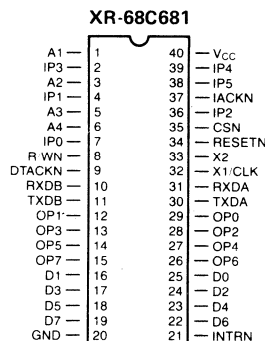 XR-68C681
A1 1 40 VCC
IP3 2 39 IP4
A2 3 38 IP5
IP1 4 37 IACKN
A3 5 36 IP2
A4 6 35 CSN
IP0 7 34 RESETN
R WN 8 33 X2
DTACKN 9 32 X1/CLK
RXDB 10 31 RXDA
TXDB 11 30 TXDA
OP1 12 29 OP0
OP3 13 28 OP2
OP5 14 27 OP4
OP7 15 26 OP6
D1 16 25 D0
D3 17 24 D2
D5 18 23 D4
D7 19 22 D6
GND 20 21 INTRN